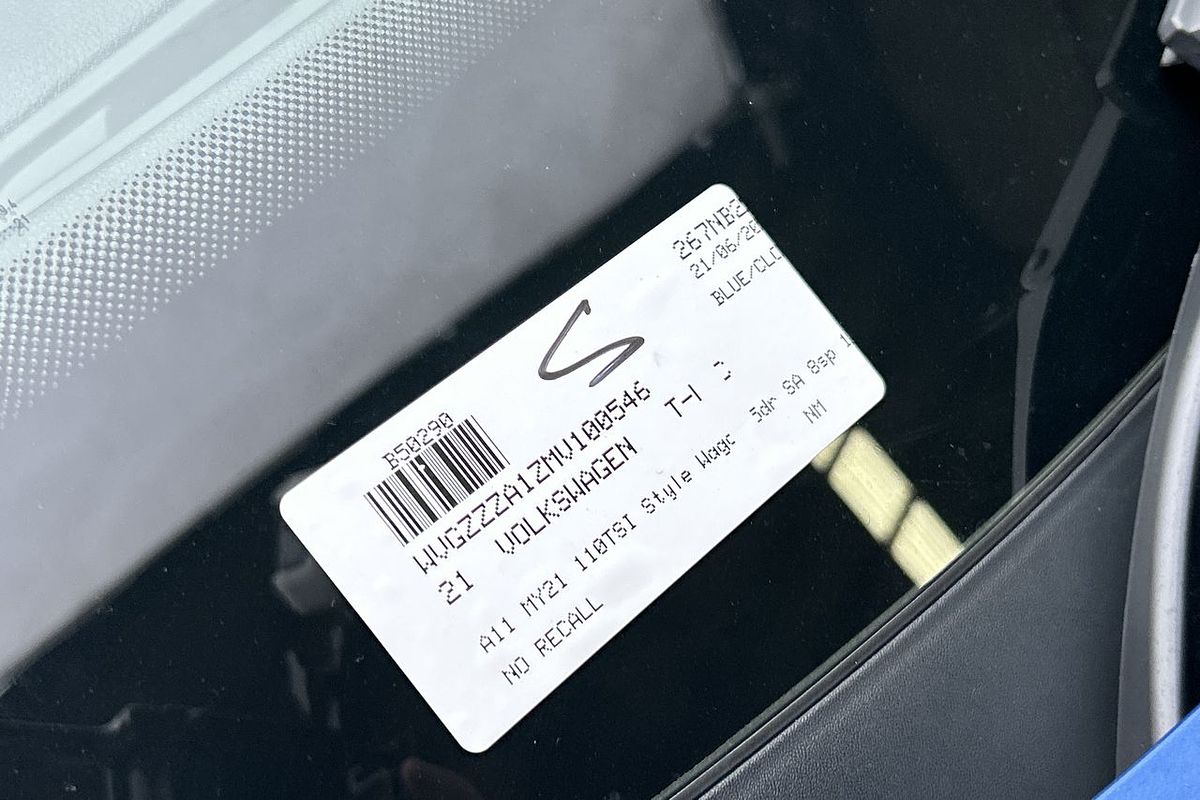 267NB2
21/06/20
BLUE/CLO
B50290
WVGZZZA1ZMV100546
21 VOLKSWAGEN T-
A11 MY21 110TSI Style Wagc 5dr SA 8sp 1
NO RECALL NM